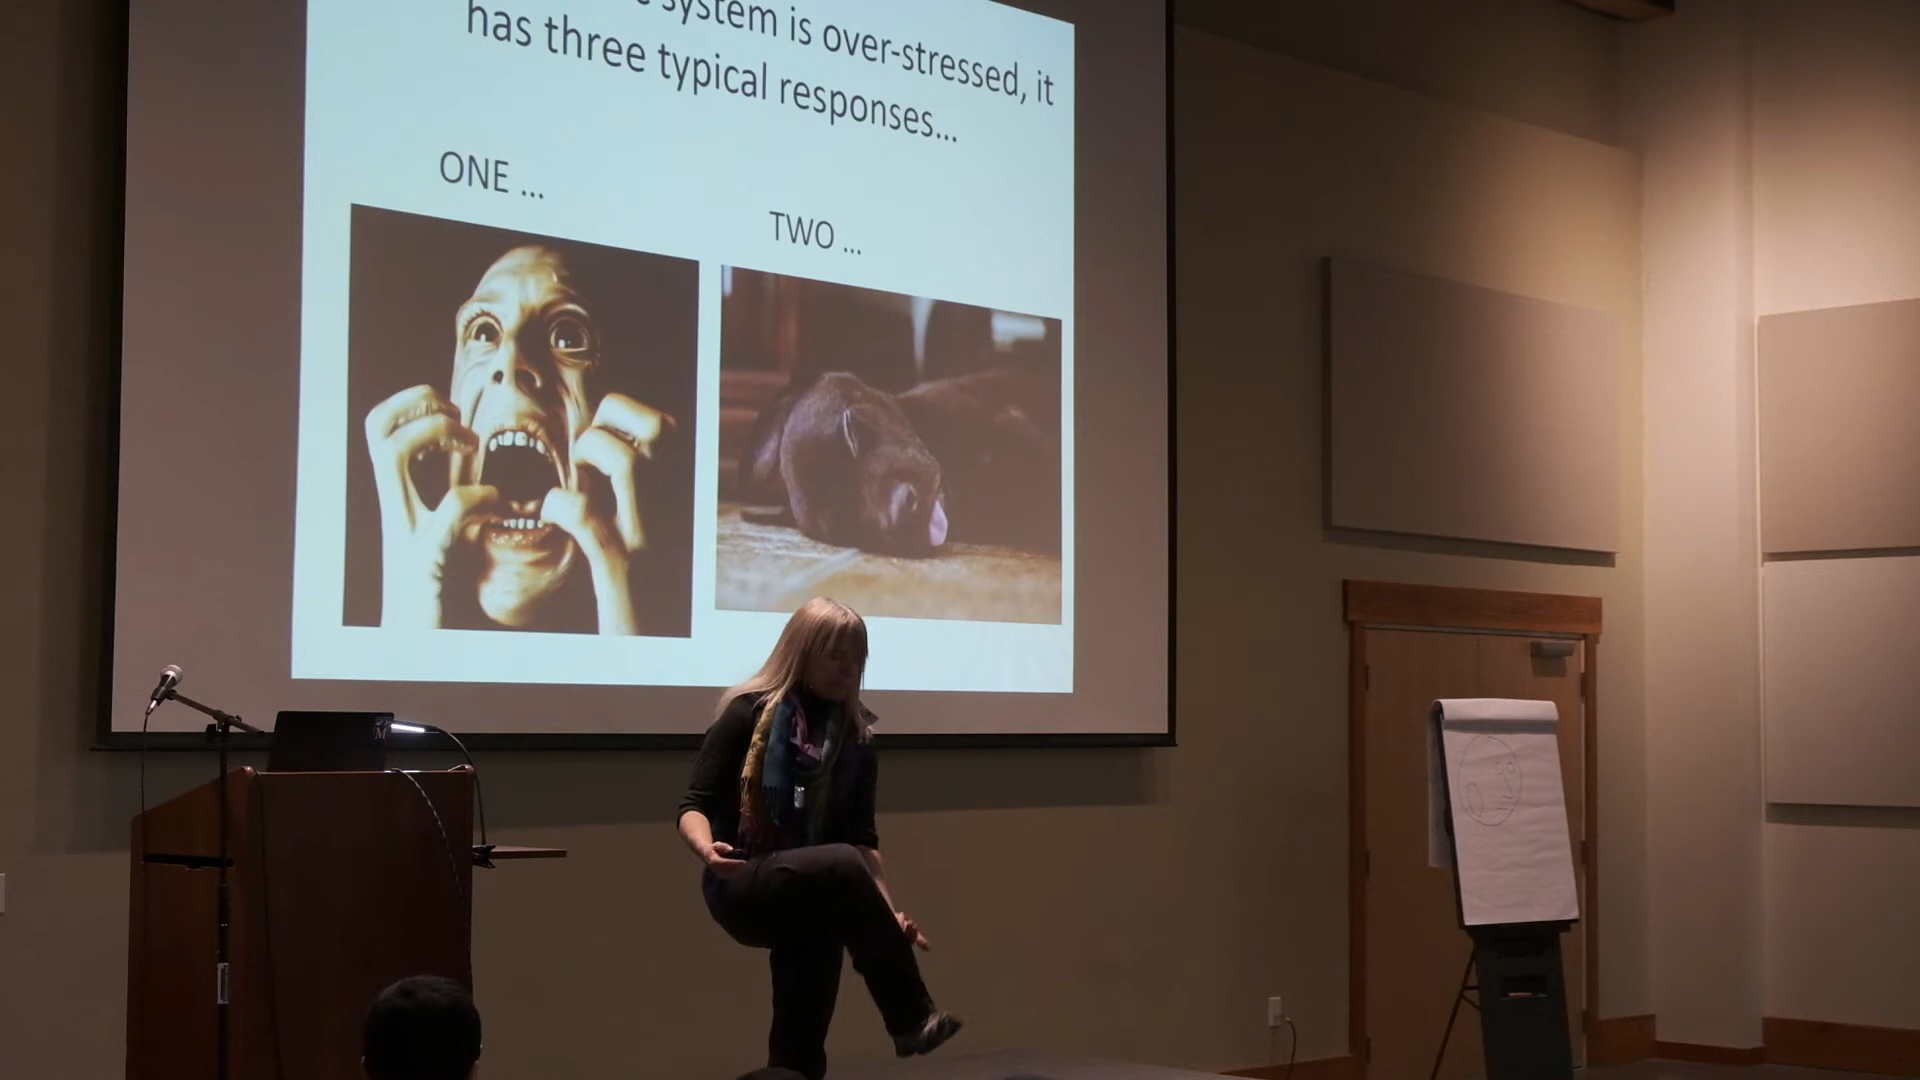 system is over-stressed, it
has three typical responses...
ONE ...
TWO ...
M